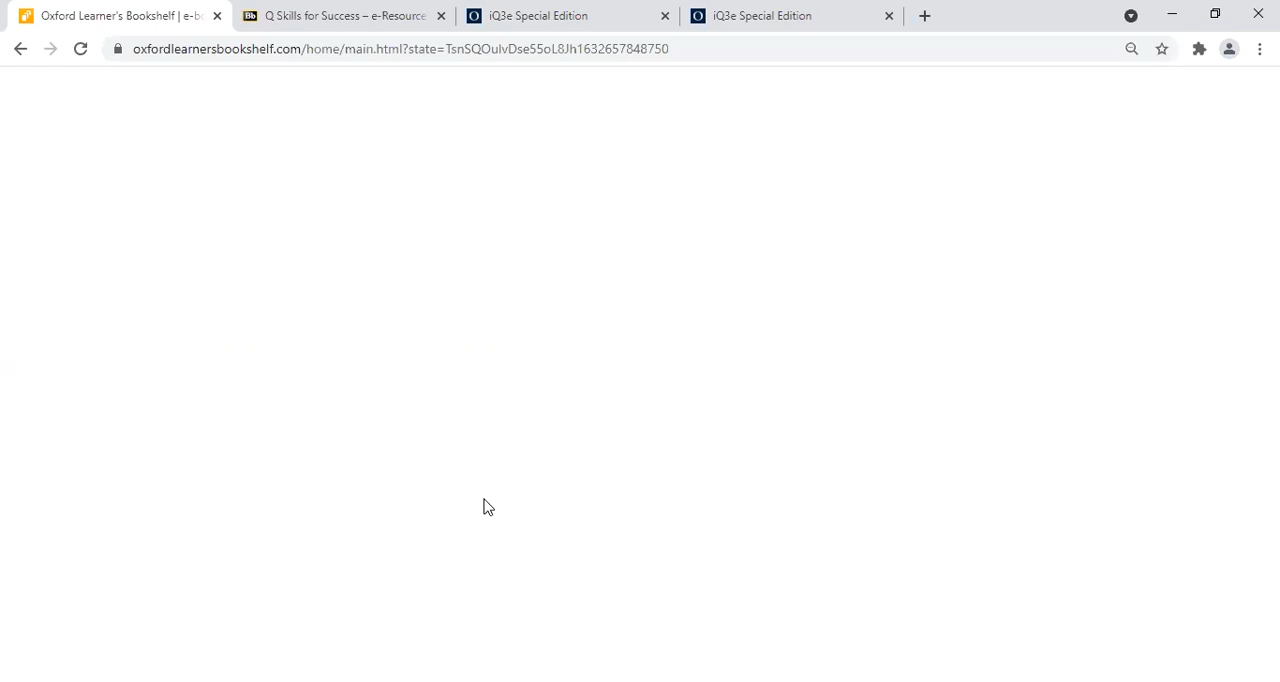 Oxford Learner's Bookshelf | e-bo
Q Skills for Success – e-Resource
iQ3e Special Edition
iQ3e Special Edition
oxfordlearnersbookshelf.com/home/main.html?state=TsnSQOulvDse55oL8Jh1632657848750